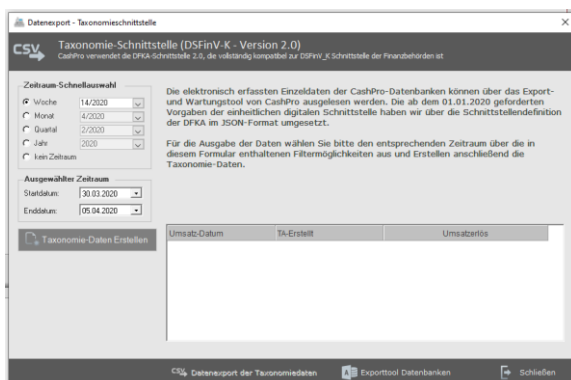 Datenexport - Taxonomieschnittstelle
CSV
Taxonomie-Schnittstelle (DSFinV-K - Version 2.0)
CashPro verwendet die DFKA-Schnittstelle 2.0, die vollständig kompatibel zur DSFinV_K Schnittstelle der Finanzbehörden ist
Zeitraum-Schnellauswahl
Woche 14/2020
Monat 4/2020
Quartal 2/2020
Jahr 2020
kein Zeitraum
Ausgewählter Zeitraum
Startdatum: 30.03.2020
Enddatum: 05.04.2020
Taxonomie-Daten Erstellen
Die elektronisch erfassten Einzeldaten der CashPro-Datenbanken können über das Export-
und Wartungstool von CashPro ausgelesen werden. Die ab dem 01.01.2020 geforderten
Vorgaben der einheitlichen digitalen Schnittstelle haben wir über die Schnittstellendefinition
der DFKA im JSON-Format umgesetzt.
Für die Ausgabe der Daten wählen Sie bitte den entsprechenden Zeitraum über die in
diesem Formular enthaltenen Filtermöglichkeiten aus und Erstellen anschließend die
Taxonomie-Daten.
Umsatz-Datum TA-Erstellt Umsatzerlös
CSV Datenexport der Taxonomiedaten Exporttool Datenbanken Schließen